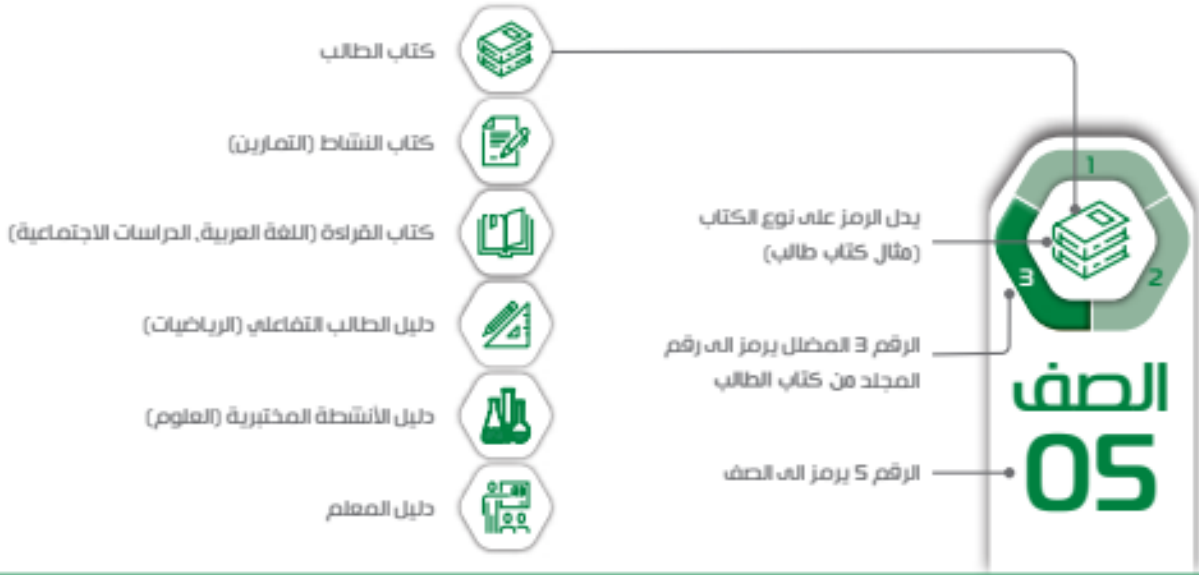 1
2
3
الصف
05
يدل الرمز على نوع الكتاب
(مثال كتاب طالب)
الرقم 3 المضلل يرمز الى رقم
المجلد من كتاب الطالب
الرقم 5 يرمز الى الصف
كتاب الطالب
كتاب النشاط (التمارين)
كتاب القراءة (اللغة العربية, الدراسات الاجتماعية)
دليل الطالب التفاعلي (الرياضيات)
دليل الأنشطة المختبرية (العلوم)
دليل المعلم